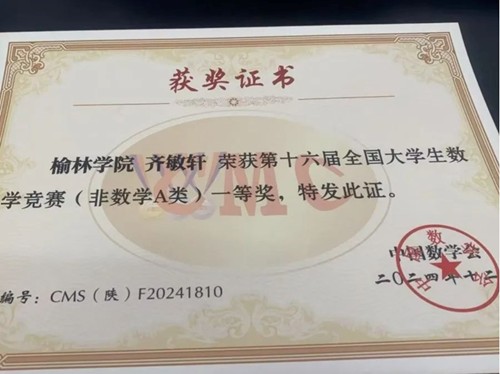 获奖证书
榆林学院 齐敏轩 荣获第十六届全国大学生数
学竞赛（非数学A类）一等奖，特发此证。
CMC
中国数学会
二〇二四年十二
编号：CMS（陕）F20241810